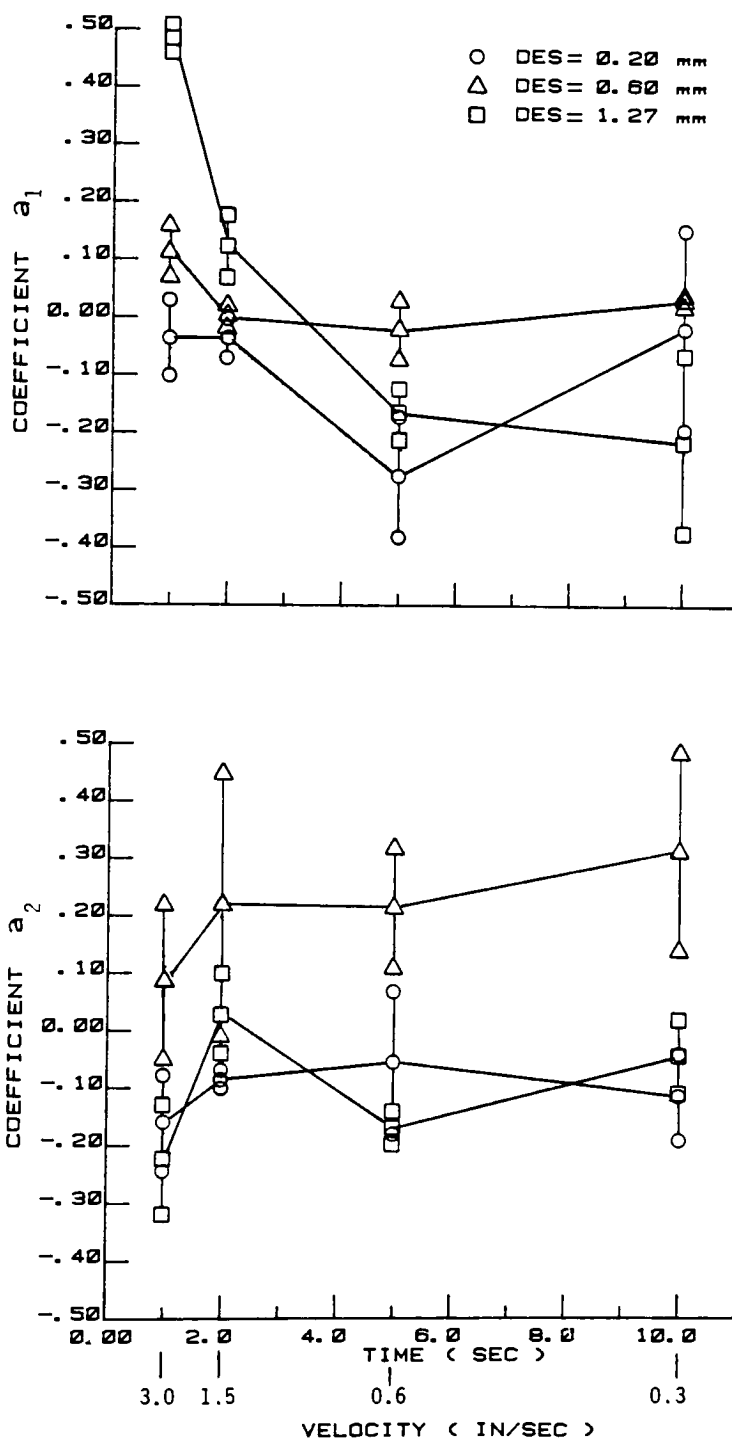 .50
.40
.30
.20
.10
0.00
-.10
-.20
-.30
-.40
-.50
COEFFICIENT a1
DES= 0.20 mm
DES= 0.60 mm
DES= 1.27 mm
.50
.40
.30
.20
.10
0.00
-.10
-.20
-.30
-.40
-.50
COEFFICIENT a2
0.00 2.0 4.0 6.0 8.0 10.0
TIME ( SEC )
3.0 1.5 0.6 0.3
VELOCITY ( IN/SEC )